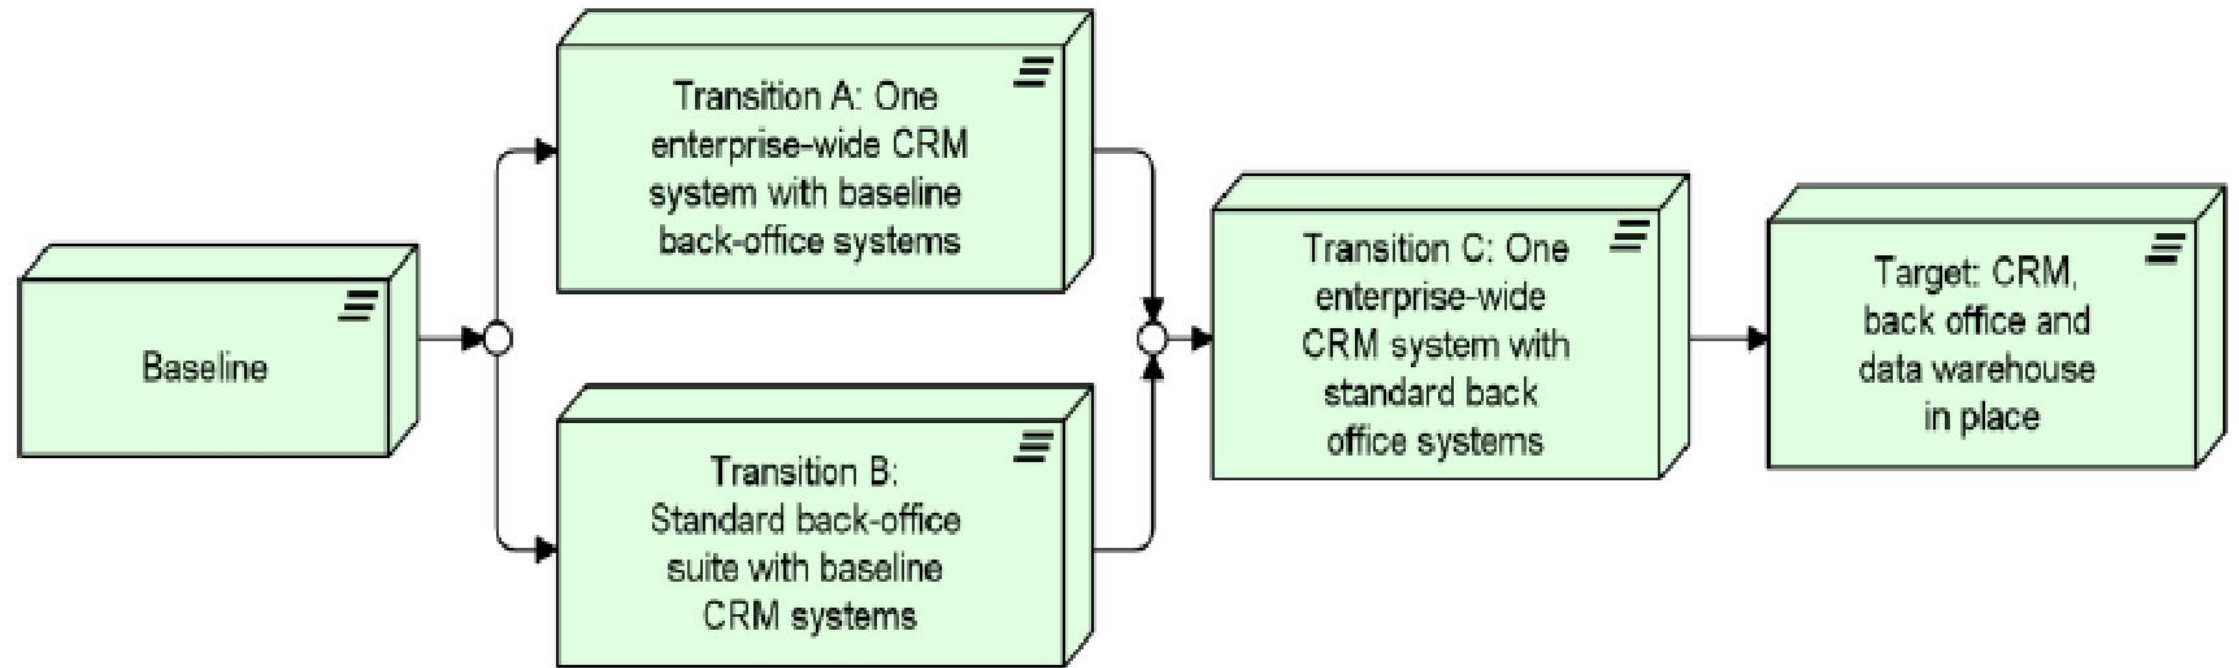 Baseline
Transition A: One
enterprise-wide CRM
system with baseline
back-office systems
Transition B:
Standard back-office
suite with baseline
CRM systems
Transition C: One
enterprise-wide
CRM system with
standard back
office systems
Target: CRM,
back office and
data warehouse
in place